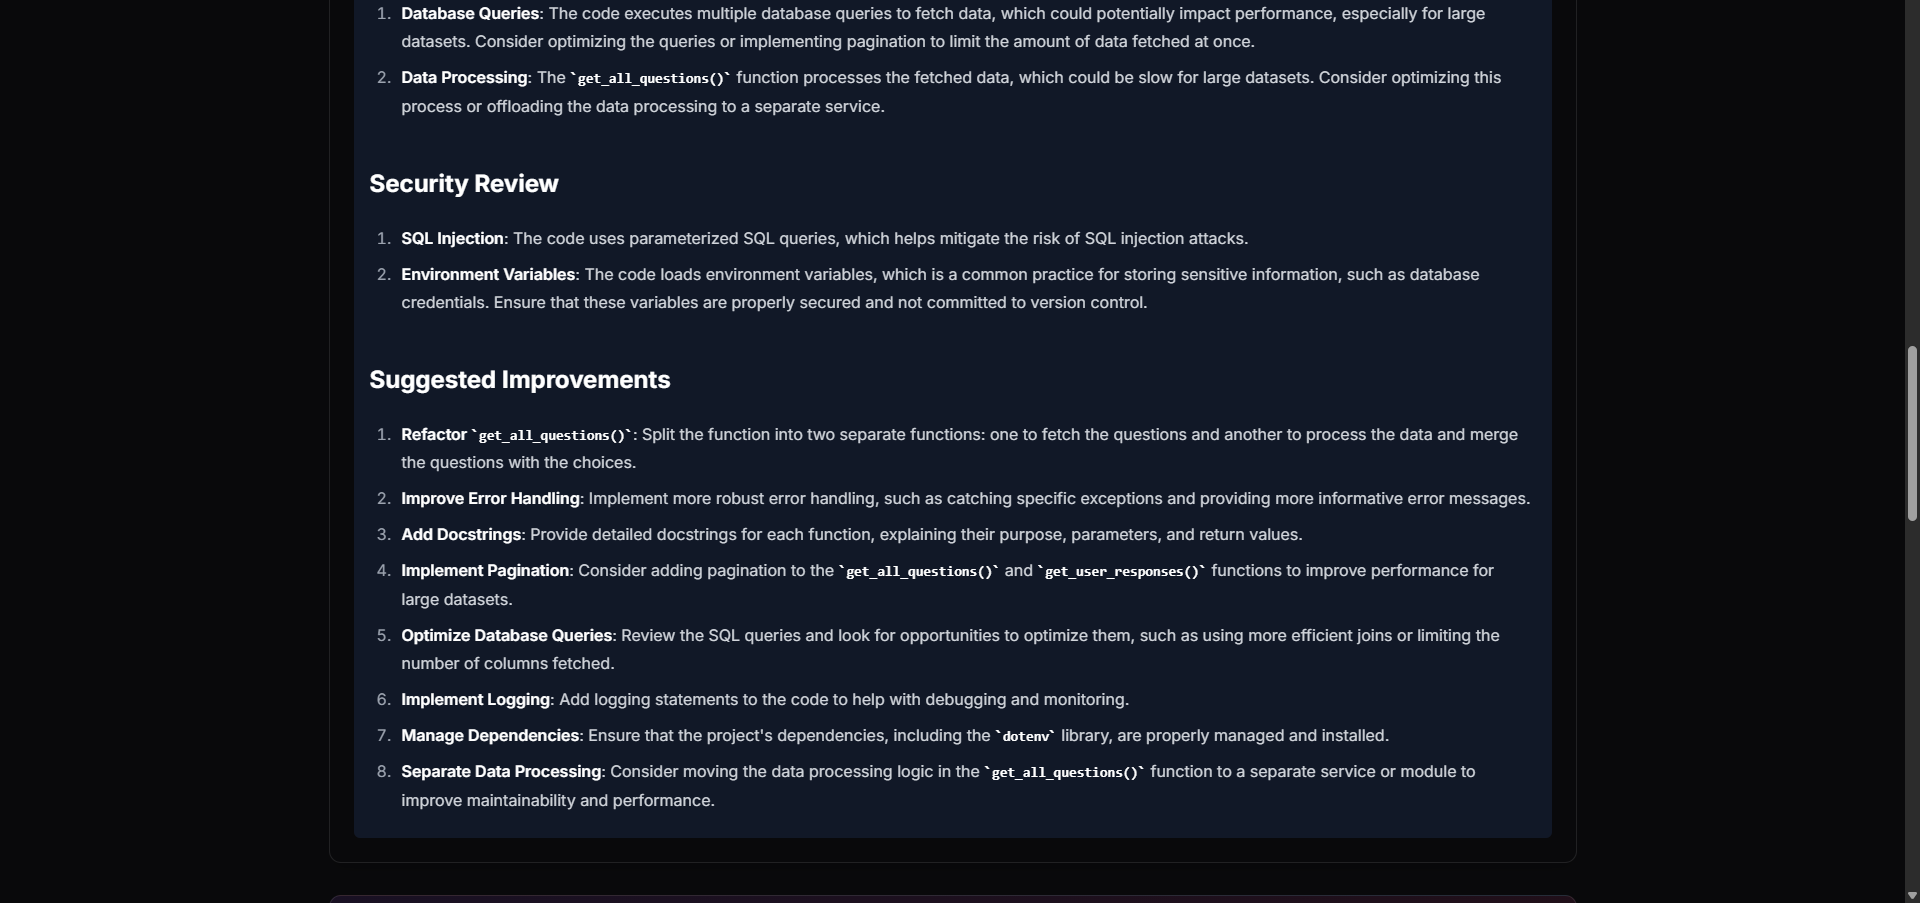 1. Database Queries: The code executes multiple database queries to fetch data, which could potentially impact performance, especially for large
datasets. Consider optimizing the queries or implementing pagination to limit the amount of data fetched at once.
2. Data Processing: The `get_all_questions()` function processes the fetched data, which could be slow for large datasets. Consider optimizing this
process or offloading the data processing to a separate service.
Security Review
1. SQL Injection: The code uses parameterized SQL queries, which helps mitigate the risk of SQL injection attacks.
2. Environment Variables: The code loads environment variables, which is a common practice for storing sensitive information, such as database
credentials. Ensure that these variables are properly secured and not committed to version control.
Suggested Improvements
1. Refactor `get_all_questions()`: Split the function into two separate functions: one to fetch the questions and another to process the data and merge
the questions with the choices.
2. Improve Error Handling: Implement more robust error handling, such as catching specific exceptions and providing more informative error messages.
3. Add Docstrings: Provide detailed docstrings for each function, explaining their purpose, parameters, and return values.
4. Implement Pagination: Consider adding pagination to the `get_all_questions()` and `get_user_responses()` functions to improve performance for
large datasets.
5. Optimize Database Queries: Review the SQL queries and look for opportunities to optimize them, such as using more efficient joins or limiting the
number of columns fetched.
6. Implement Logging: Add logging statements to the code to help with debugging and monitoring.
7. Manage Dependencies: Ensure that the project's dependencies, including the `dotenv` library, are properly managed and installed.
8. Separate Data Processing: Consider moving the data processing logic in the `get_all_questions()` function to a separate service or module to
improve maintainability and performance.